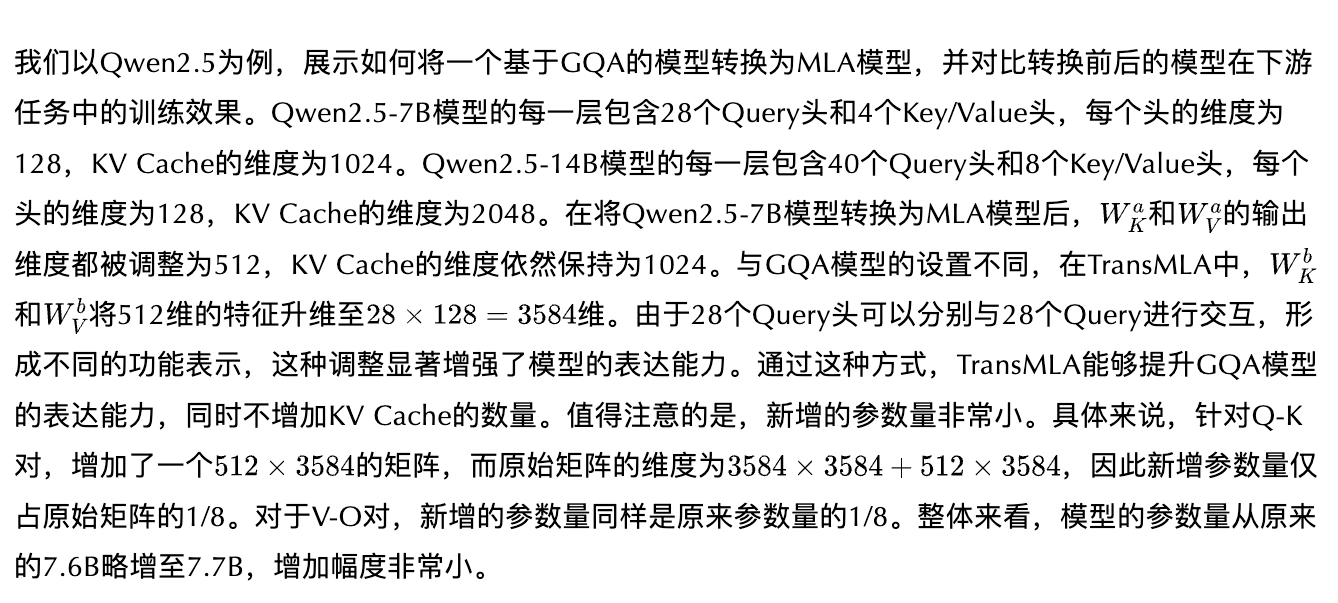 我们以Qwen2.5为例，展示如何将一个基于GQA的模型转换为MLA模型，并对比转换前后的模型在下游
任务中的训练效果。Qwen2.5-7B模型的每一层包含28个Query头和4个Key/Value头，每个头的维度为
128，KV Cache的维度为1024。Qwen2.5-14B模型的每一层包含40个Query头和8个Key/Value头，每个
头的维度为128，KV Cache的维度为2048。在将Qwen2.5-7B模型转换为MLA模型后，$W_K^a$和$W_V^a$的输出
维度都被调整为512，KV Cache的维度依然保持为1024。与GQA模型的设置不同，在TransMLA中，$W_K^b$
和$W_V^b$将512维的特征升维至28 × 128 = 3584维。由于28个Query头可以分别与28个Query进行交互，形
成不同的功能表示，这种调整显著增强了模型的表达能力。通过这种方式，TransMLA能够提升GQA模型
的表达能力，同时不增加KV Cache的数量。值得注意的是，新增的参数量非常小。具体来说，针对Q-K
对，增加了一个512 × 3584的矩阵，而原始矩阵的维度为3584 × 3584 + 512 × 3584，因此新增参数量仅
占原始矩阵的1/8。对于V-O对，新增的参数量同样是原来参数量的1/8。整体来看，模型的参数量从原来
的7.6B略增至7.7B，增加幅度非常小。